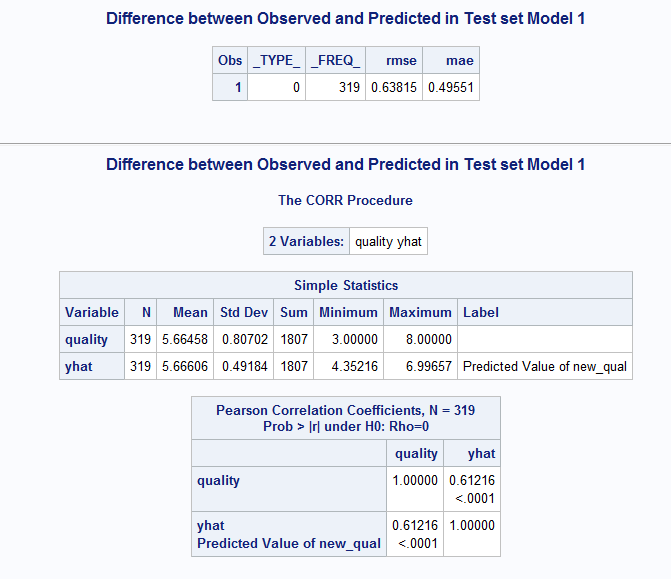 Difference between Observed and Predicted in Test set Model 1
Obs _TYPE_ _FREQ_ rmse mae
1 0 319 0.63815 0.49551
Difference between Observed and Predicted in Test set Model 1
The CORR Procedure
2 Variables: quality yhat
Simple Statistics
Variable N Mean Std Dev Sum Minimum Maximum Label
quality 319 5.66458 0.80702 1807 3.00000 8.00000
yhat 319 5.66606 0.49184 1807 4.35216 6.99657 Predicted Value of new_qual
Pearson Correlation Coefficients, N = 319
Prob > |r| under H0: Rho=0
quality yhat
quality 1.00000 0.61216
<.0001
yhat 0.61216 1.00000
Predicted Value of new_qual <.0001